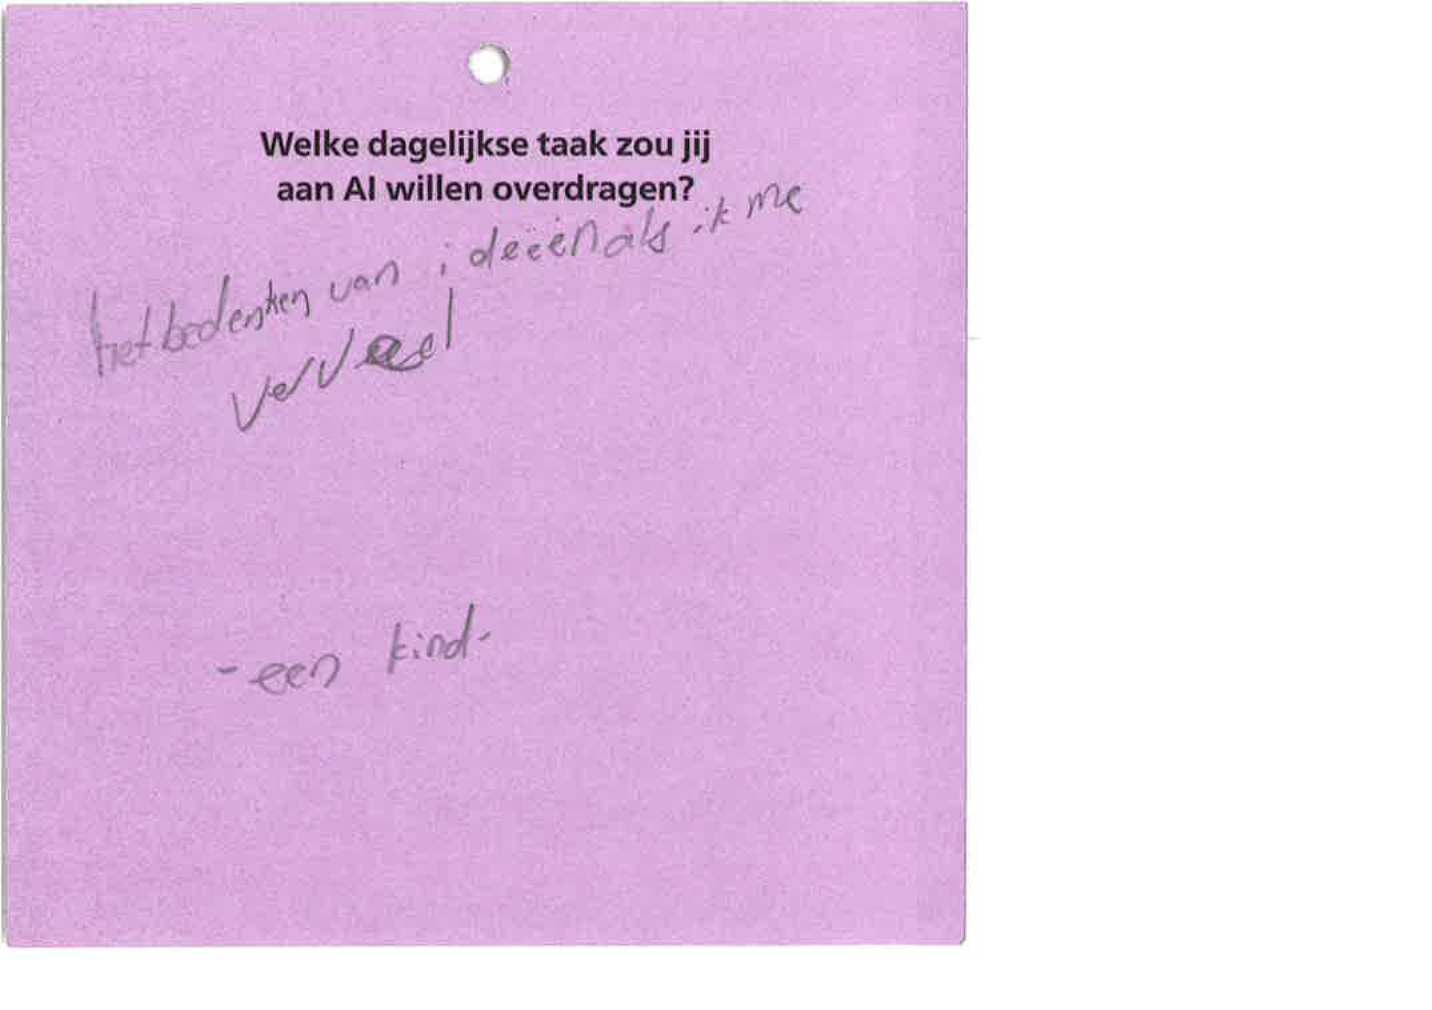 Welke dagelijkse taak zou jij
aan AI willen overdragen?
het bedenken van ideeën als ik me
verveel
- een kind -